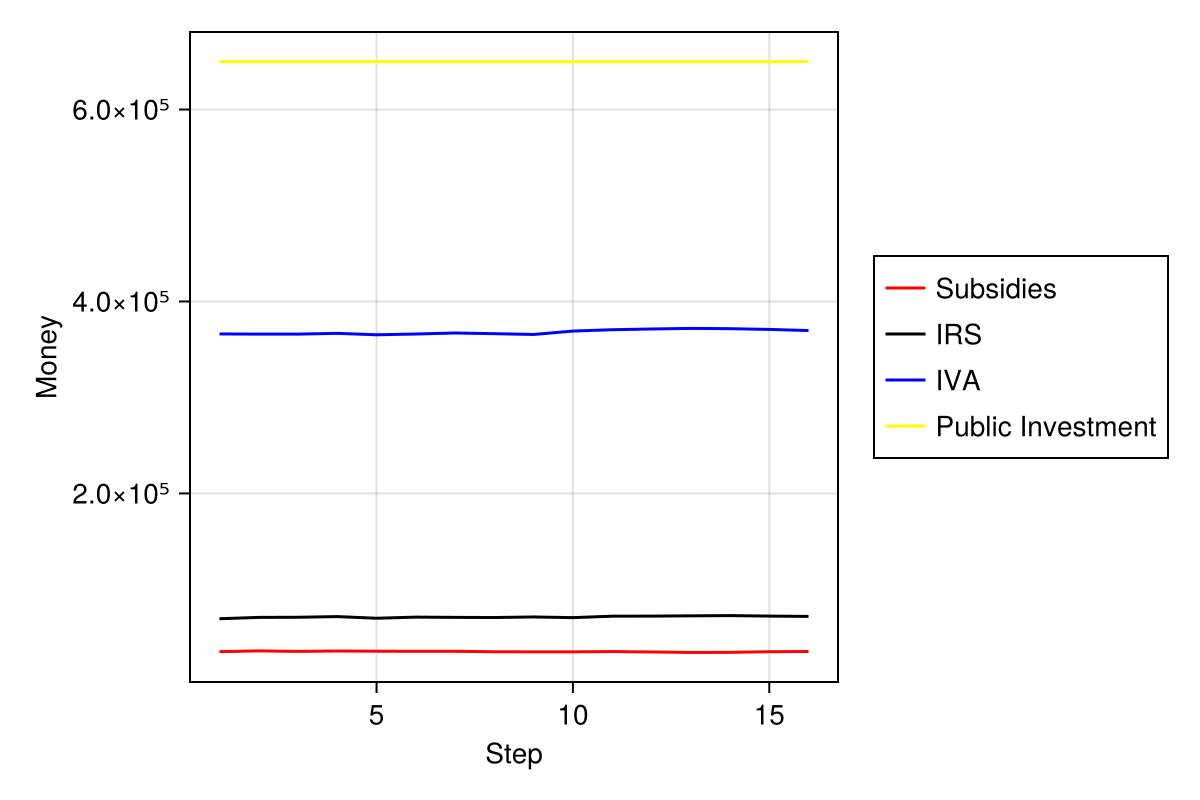 6.0×10⁵
4.0×10⁵
2.0×10⁵
Money
5 10 15
Step
Subsidies
IRS
IVA
Public Investment